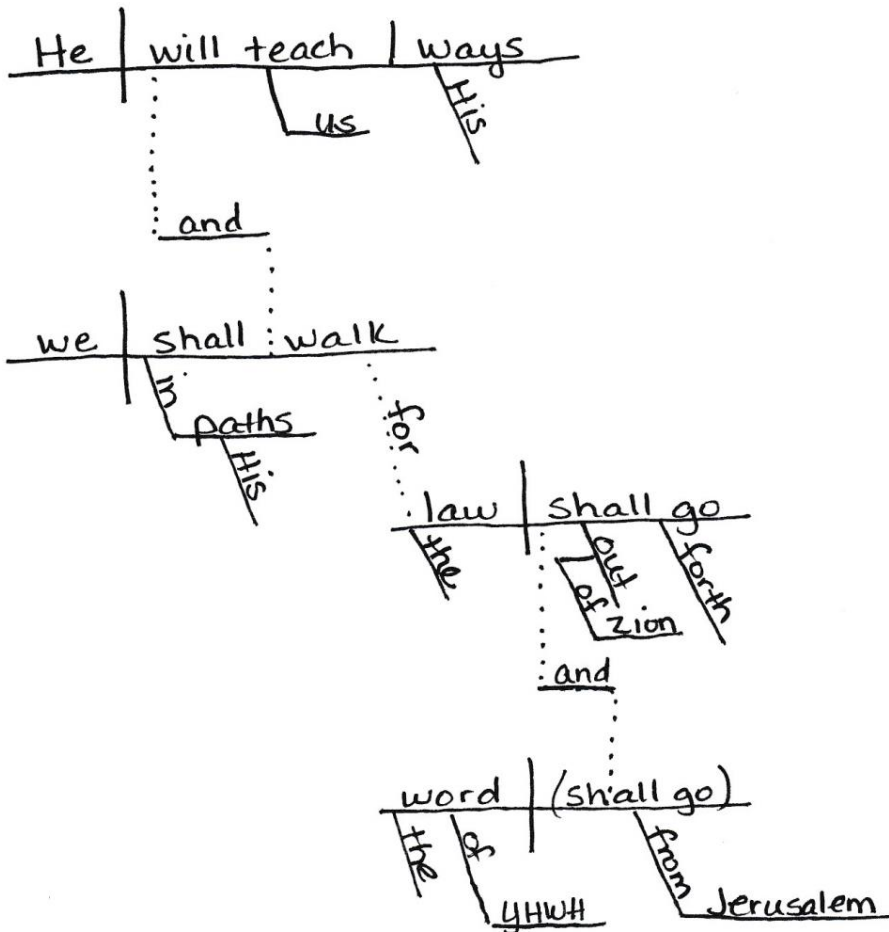 He will teach ways
us His
and
we shall walk
in for
paths
His
law shall go
the out forth
of
Zion
and
word (shall go)
the of from
YHWH Jerusalem